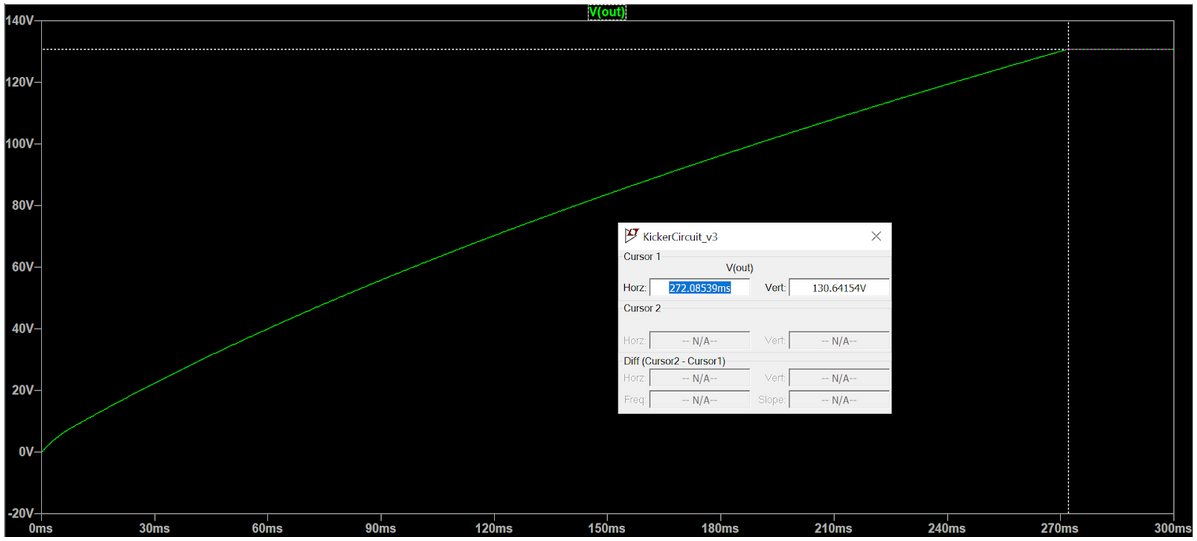 V(out)
140V
120V
100V
80V
60V
40V
20V
0V
-20V
0ms 30ms 60ms 90ms 120ms 150ms 180ms 210ms 240ms 270ms 300ms
KickerCircuit_v3
Cursor 1
V(out)
Horz: 272.08539ms Vert: 130.64154V
Cursor 2
Horz: -- N/A-- Vert: -- N/A--
Diff (Cursor2 - Cursor1)
Horz: -- N/A-- Vert: -- N/A--
Freq: -- N/A-- Slope: -- N/A--